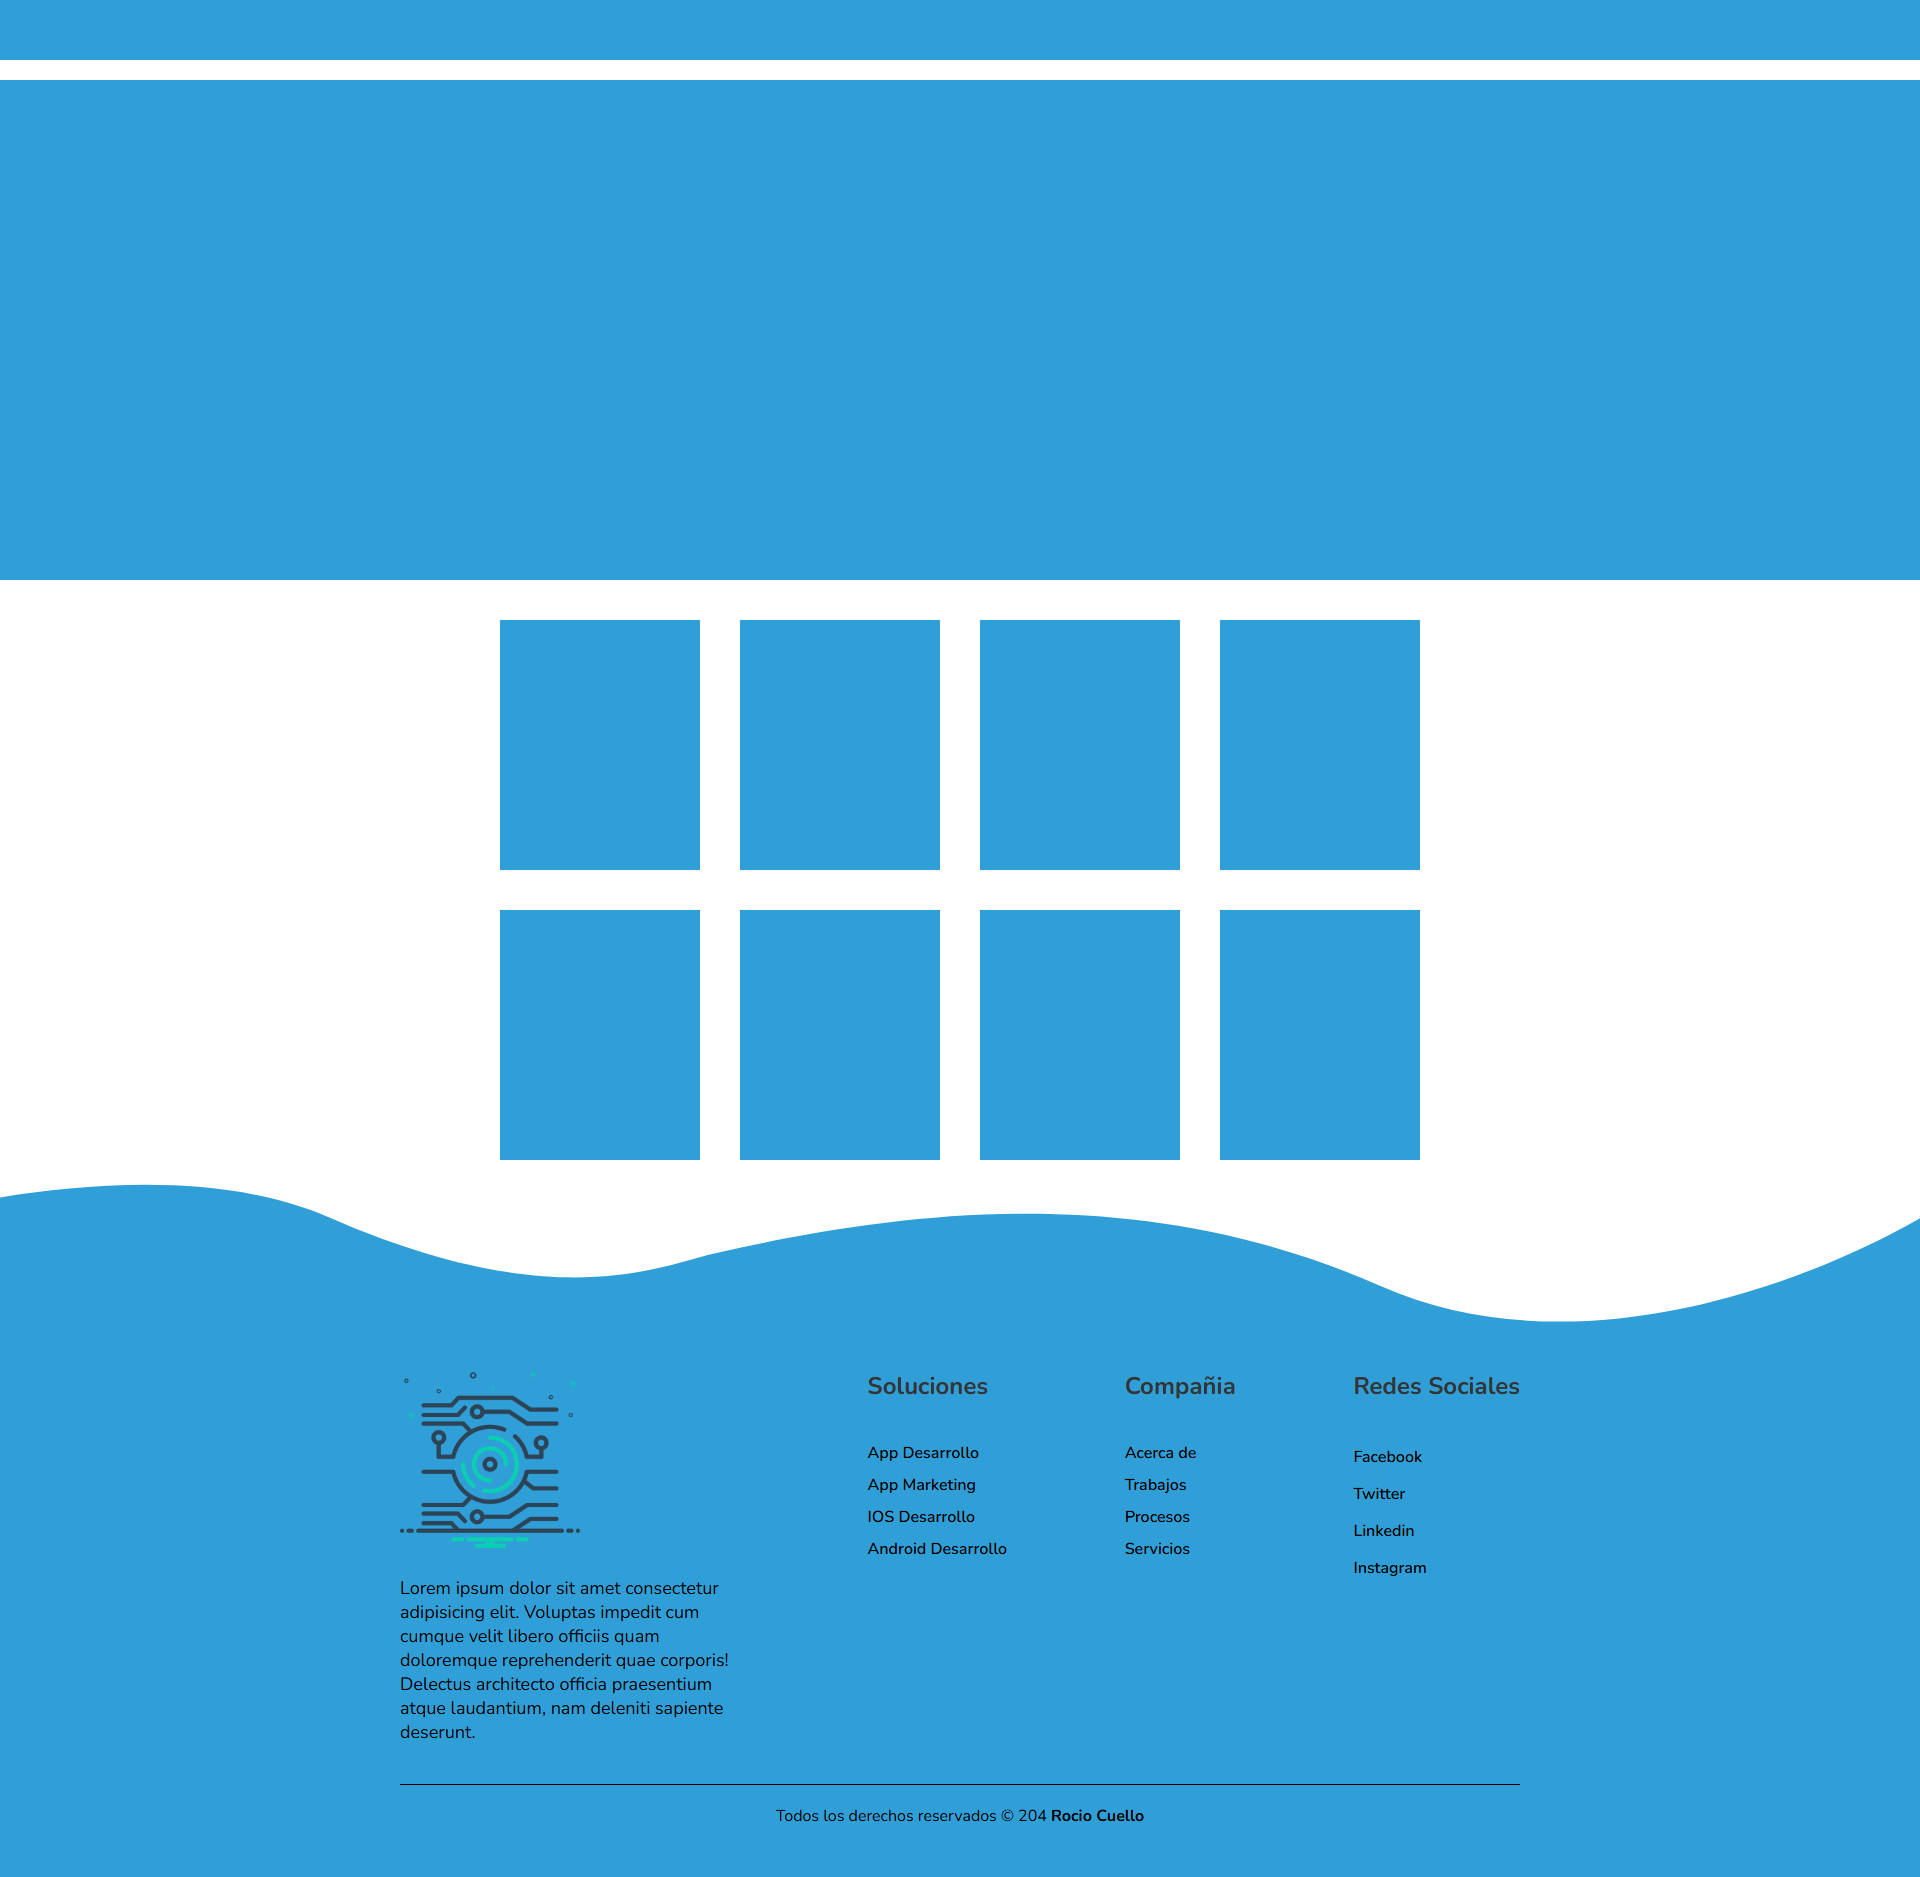 Lorem ipsum dolor sit amet consectetur
adipisicing elit. Voluptas impedit cum
cumque velit libero officiis quam
doloremque reprehenderit quae corporis!
Delectus architecto officia praesentium
atque laudantium, nam deleniti sapiente
deserunt.
Soluciones
App Desarrollo
App Marketing
IOS Desarrollo
Android Desarrollo
Compañia
Acerca de
Trabajos
Procesos
Servicios
Redes Sociales
Facebook
Twitter
Linkedin
Instagram
Todos los derechos reservados © 204 Rocio Cuello